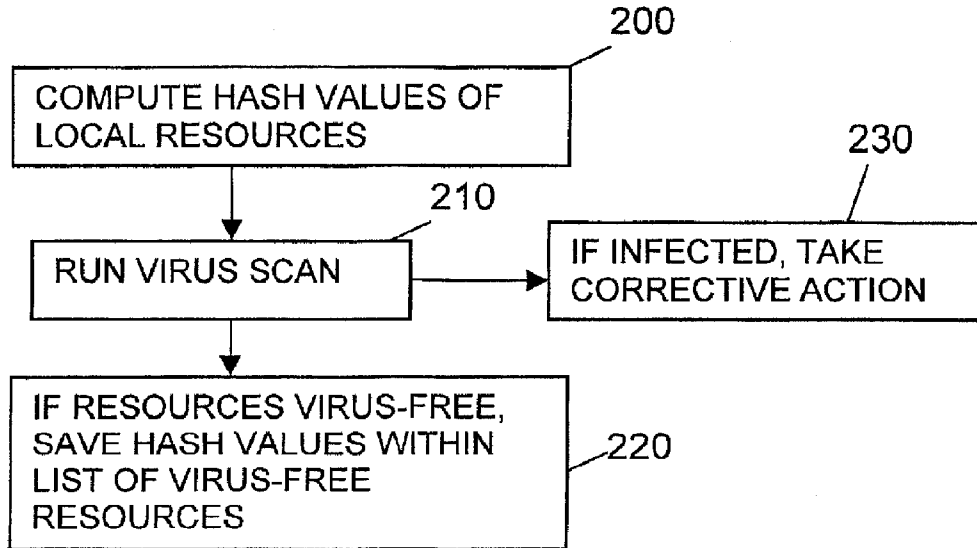 200
COMPUTE HASH VALUES OF
LOCAL RESOURCES
230
210
RUN VIRUS SCAN
IF INFECTED, TAKE
CORRECTIVE ACTION
IF RESOURCES VIRUS-FREE,
SAVE HASH VALUES WITHIN
LIST OF VIRUS-FREE
RESOURCES
220